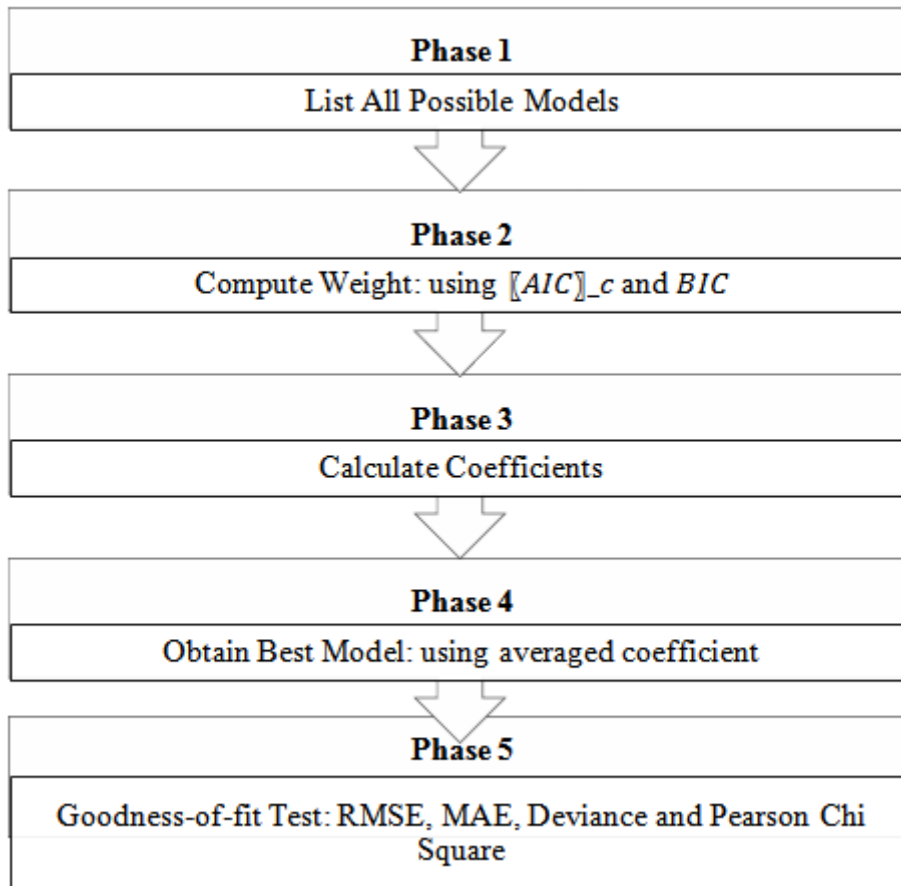 Phase 1
List All Possible Models
Phase 2
Compute Weight: using 〖AIC〗_c and BIC
Phase 3
Calculate Coefficients
Phase 4
Obtain Best Model: using averaged coefficient
Phase 5
Goodness-of-fit Test: RMSE, MAE, Deviance and Pearson Chi
Square